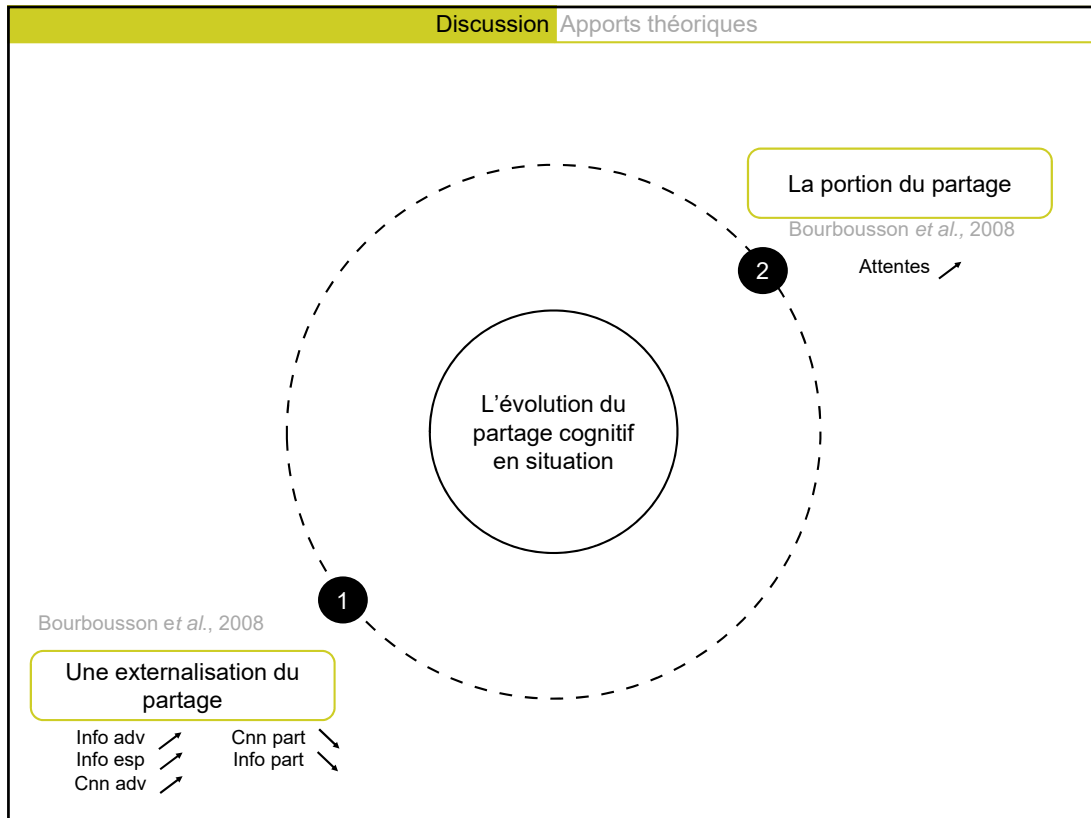 Discussion Apports théoriques
La portion du partage
Bourbousson et al., 2008
Attentes
2
L'évolution du
partage cognitif
en situation
1
Bourbousson et al., 2008
Une externalisation du
partage
Info adv Cnn part
Info esp Info part
Cnn adv